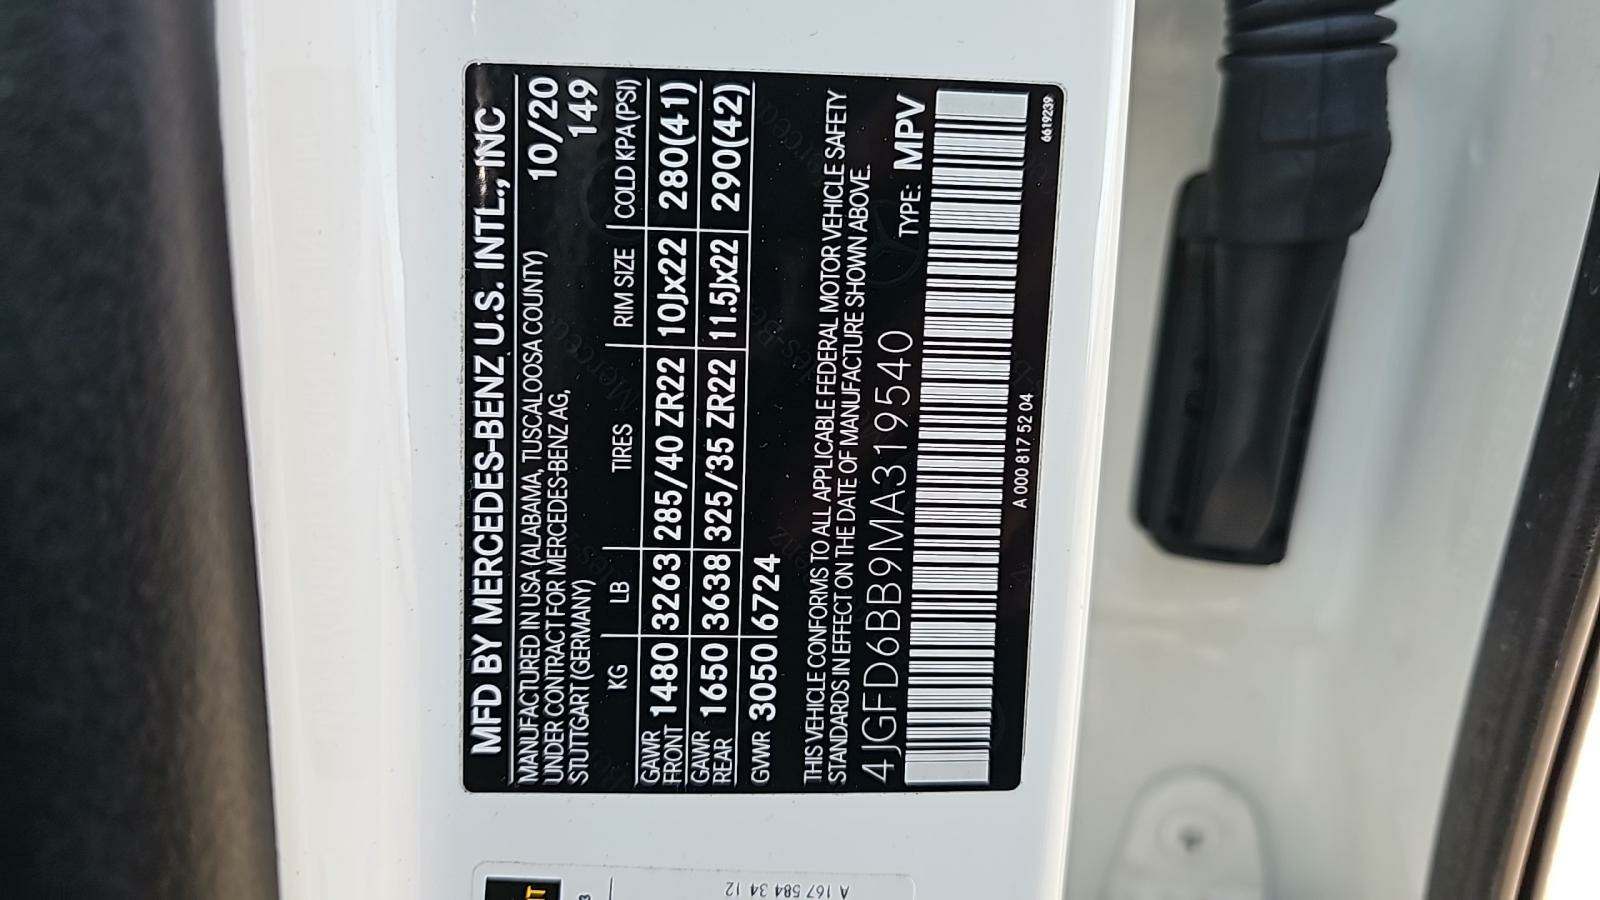 MFD BY MERCEDES-BENZ U.S. INTL., INC
MANUFACTURED IN USA (ALABAMA, TUSCALOOSA COUNTY) 10/20
UNDER CONTRACT FOR MERCEDES-BENZ AG, 149
STUTTGART (GERMANY)
KG LB TIRES RIM SIZE COLD KPA (PSI)
GAWR FRONT 1480 3263 285/40 ZR22 10Jx22 280(41)
GAWR REAR 1650 3638 325/35 ZR22 11.5Jx22 290(42)
GVWR 3050 6724
THIS VEHICLE CONFORMS TO ALL APPLICABLE FEDERAL MOTOR VEHICLE SAFETY
STANDARDS IN EFFECT ON THE DATE OF MANUFACTURE SHOWN ABOVE.
4JGFD6BB9MA319540 TYPE: MPV
A 000 817 52 04 6619239
A 167 584 34 12